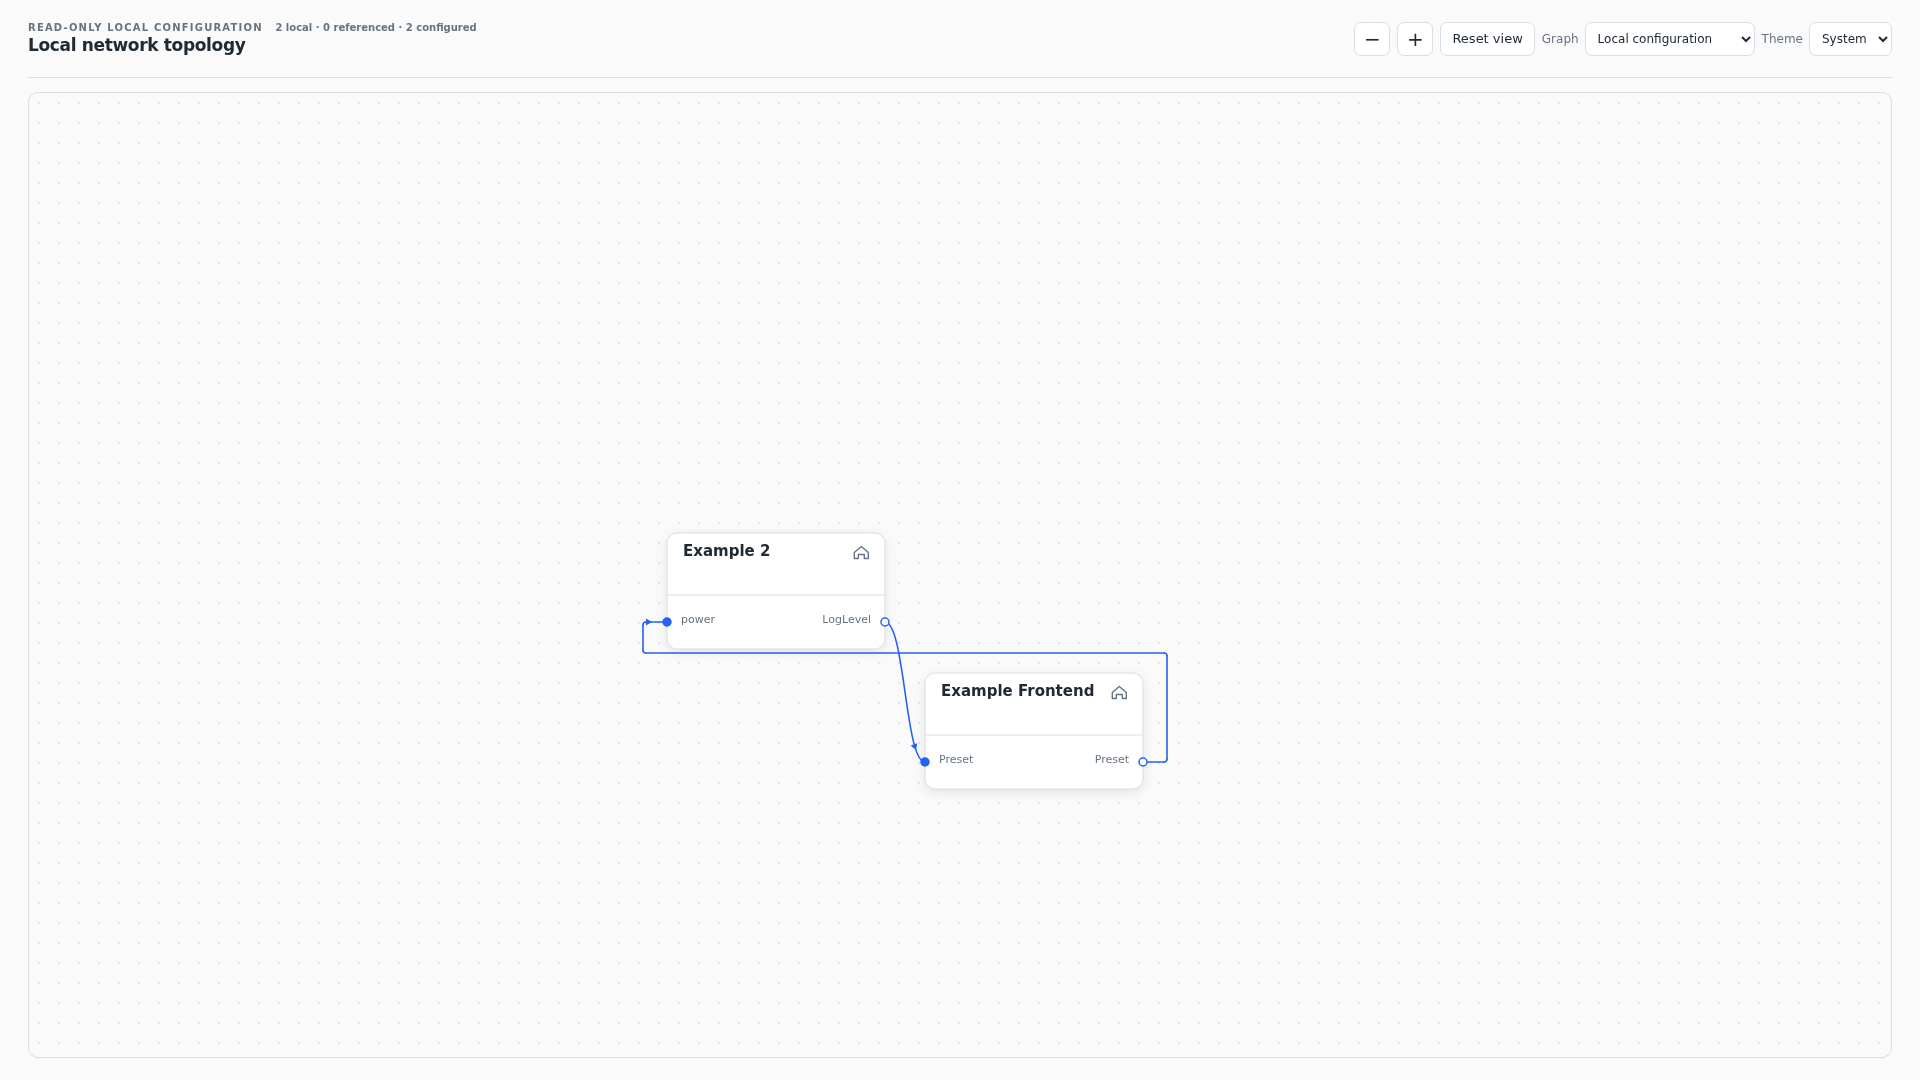 READ-ONLY LOCAL CONFIGURATION 2 local · 0 referenced · 2 configured
Local network topology
− + Reset view Graph Local configuration Theme System
Example 2
power LogLevel
Example Frontend
Preset Preset